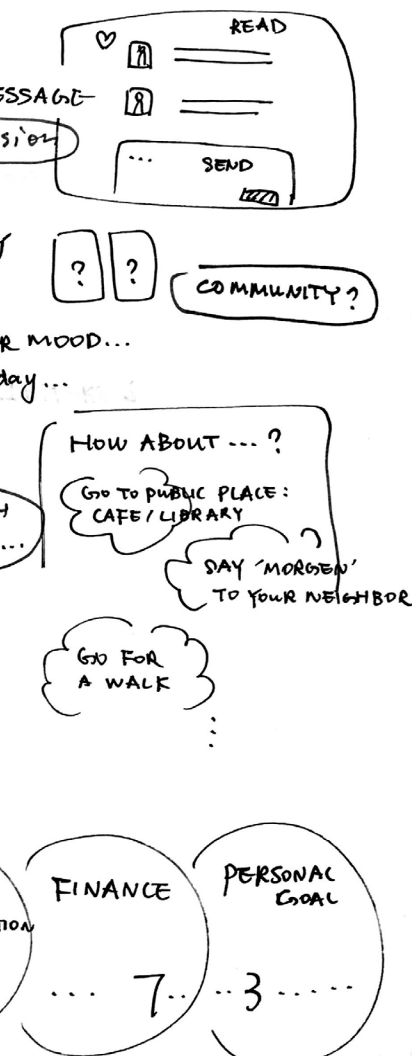 READ
SEND
? ?
COMMUNITY?
MOOD...
HOW ABOUT ... ?
GO TO PUBLIC PLACE:
CAFE/LIBRARY
SAY 'MORGEN'
TO YOUR NEIGHBOR
GO FOR
A WALK
FINANCE
PERSONAL
GOAL
... 7.. ..3.....